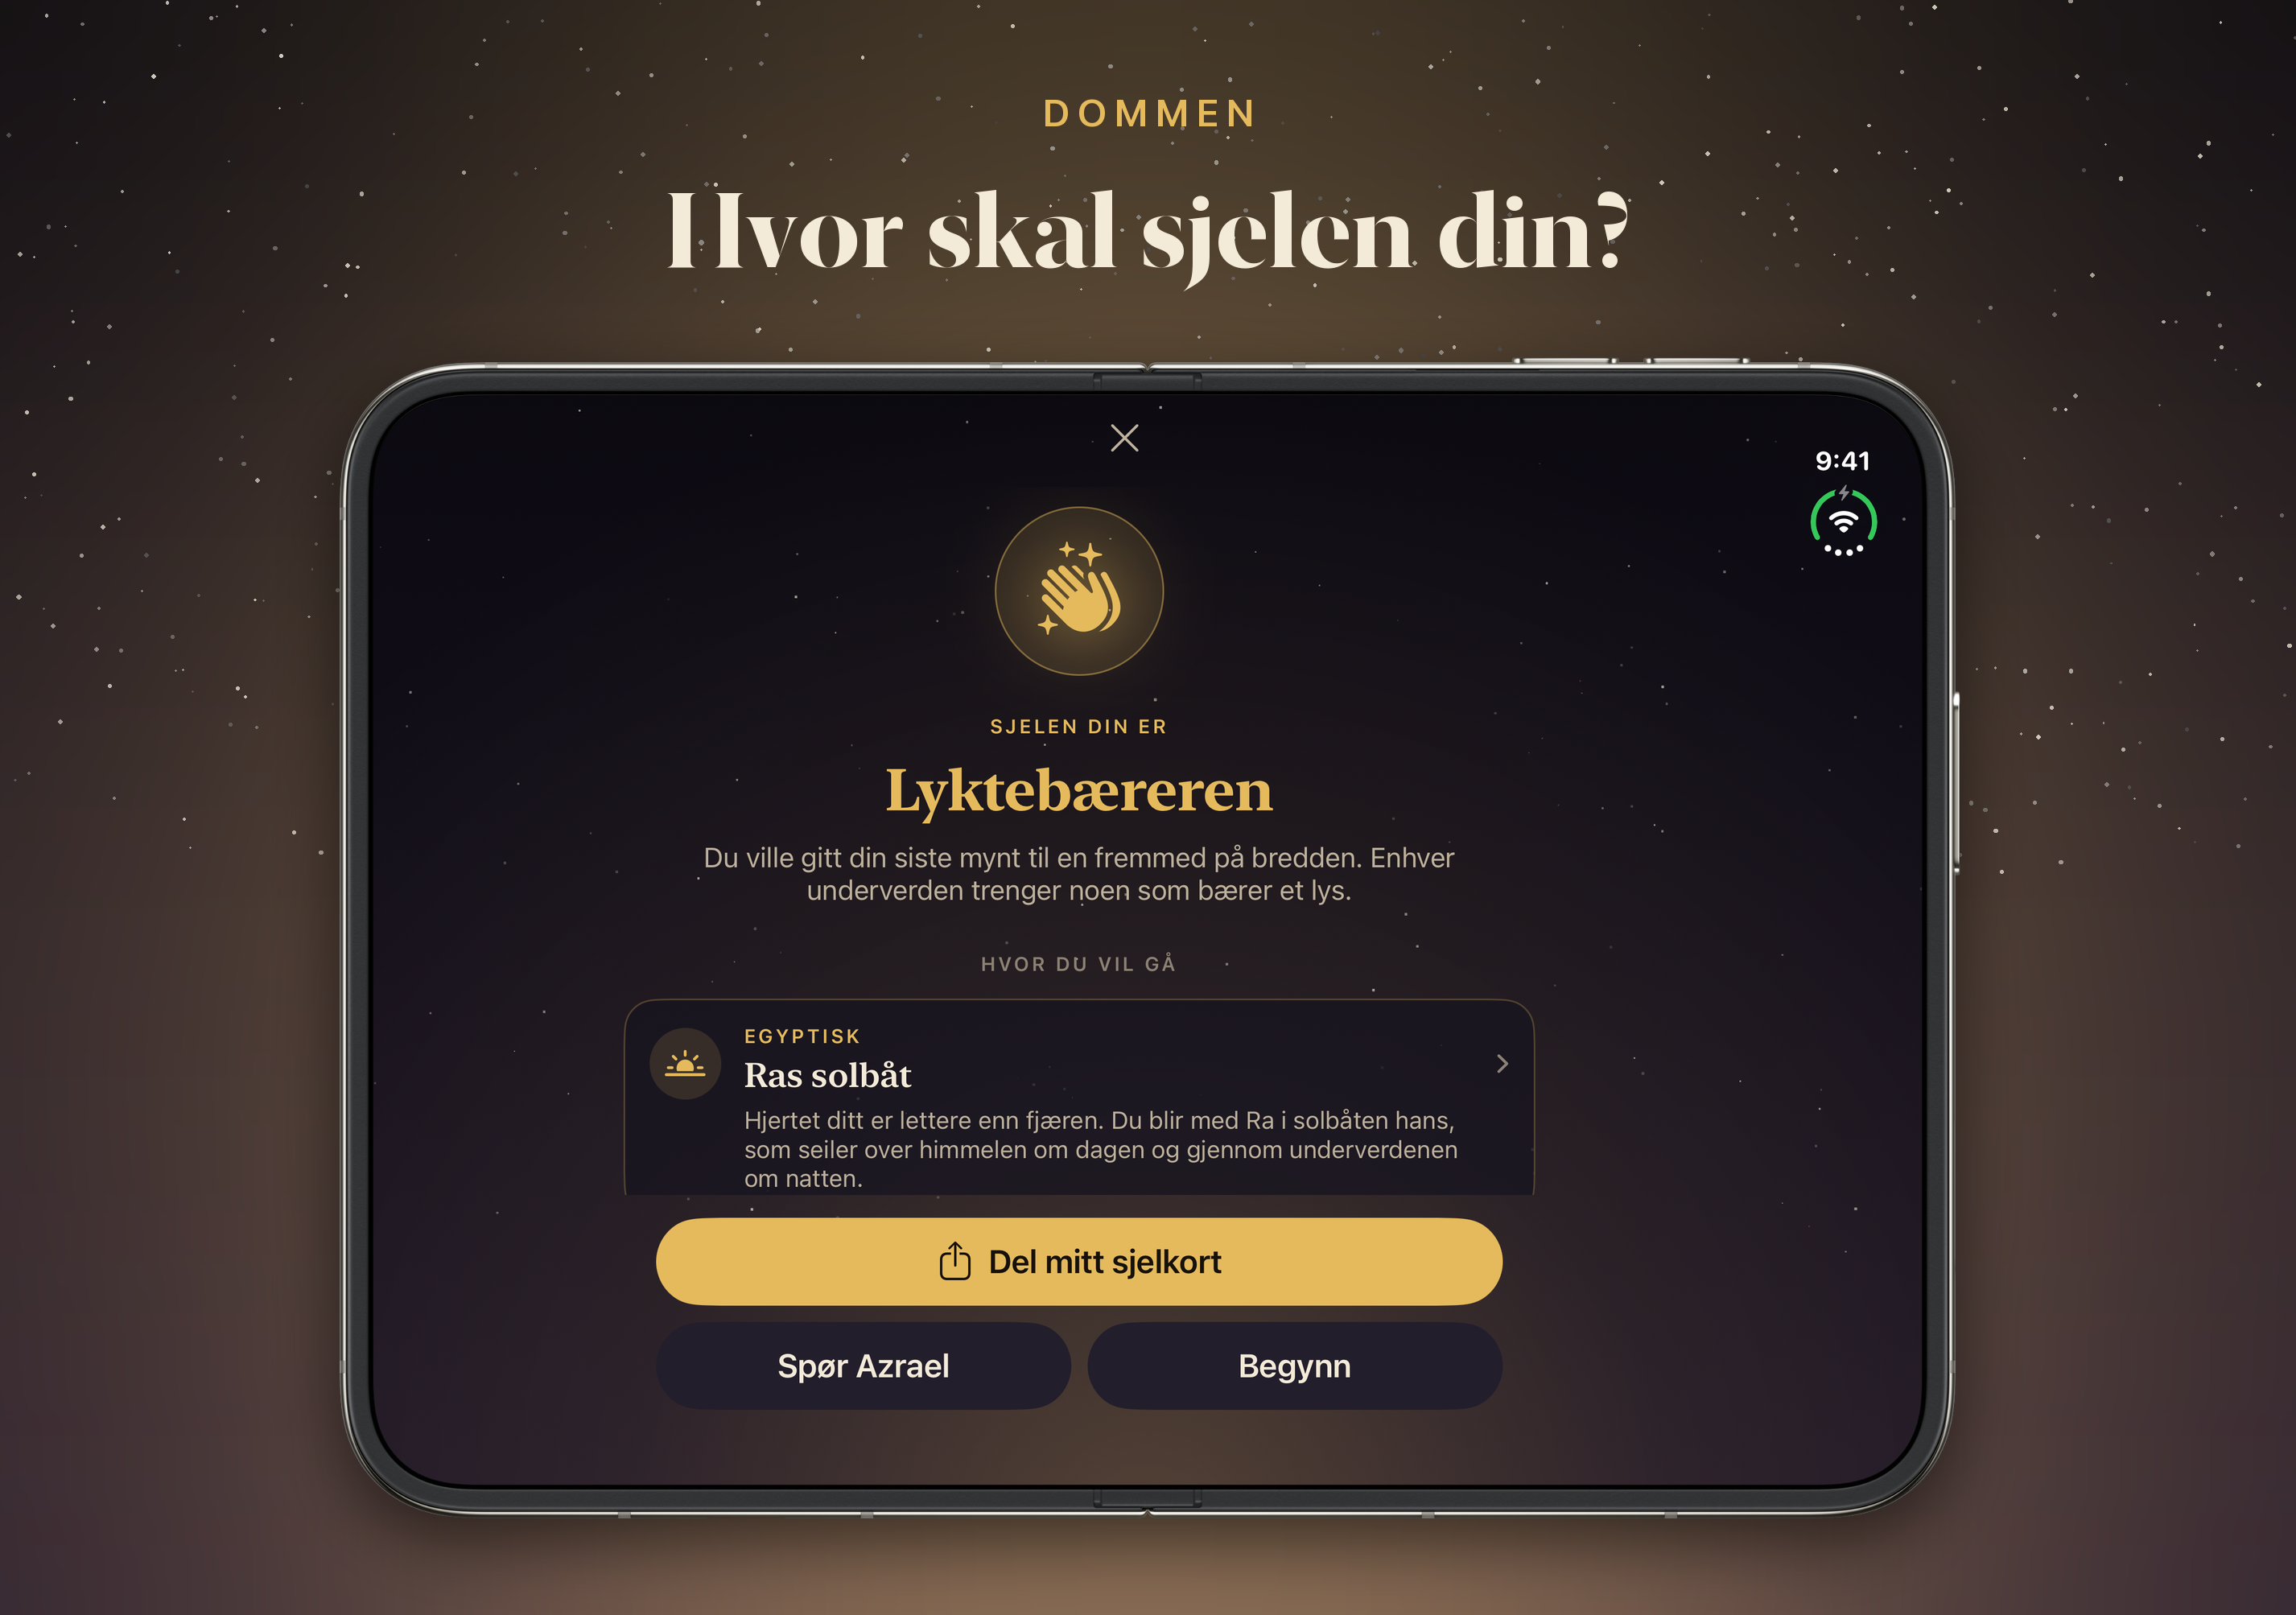 DOMMEN
Hvor skal sjelen din?
9:41
SJELEN DIN ER
Lyktebæreren
Du ville gitt din siste mynt til en fremmed på bredden. Enhver
underverden trenger noen som bærer et lys.
HVOR DU VIL GÅ
EGYPTISK
Ras solbåt
Hjertet ditt er lettere enn fjæren. Du blir med Ra i solbåten hans,
som seiler over himmelen om dagen og gjennom underverdenen
om natten.
Del mitt sjelkort
Spør Azrael
Begynn